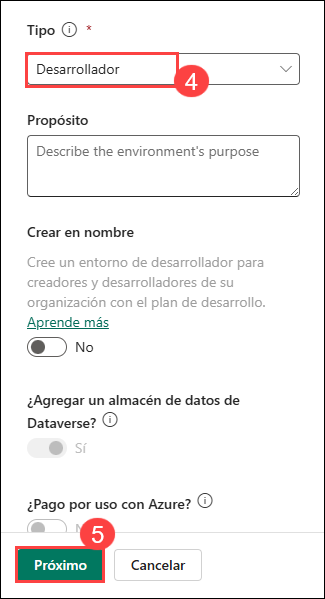 Tipo *
Desarrollador
4
Propósito
Describe the environment's purpose
Crear en nombre
Cree un entorno de desarrollador para
creadores y desarrolladores de su
organización con el plan de desarrollo.
Aprende más
No
¿Agregar un almacén de datos de
Dataverse?
Sí
¿Pago por uso con Azure?
5
Próximo
Cancelar